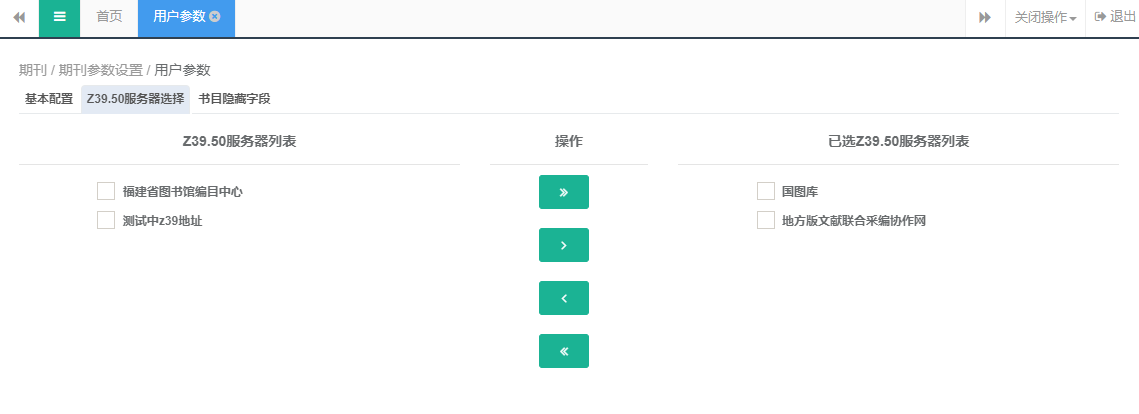 首页 用户参数 关闭操作 退出
期刊 / 期刊参数设置 / 用户参数
基本配置 Z39.50服务器选择 书目隐藏字段
Z39.50服务器列表 操作 已选Z39.50服务器列表
福建省图书馆编目中心 国图库
测试中z39地址 地方版文献联合采编协作网